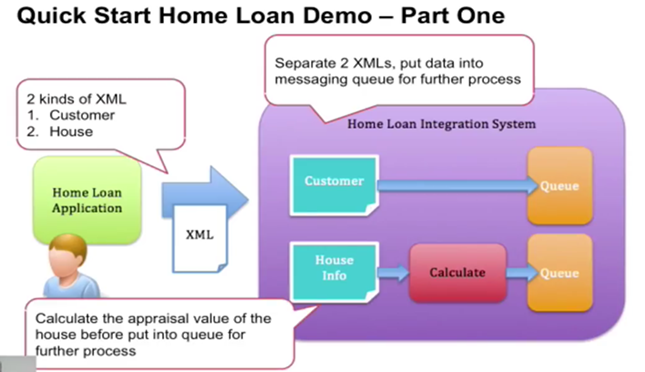 Quick Start Home Loan Demo – Part One
Separate 2 XMLs, put data into
messaging queue for further process
2 kinds of XML
1. Customer
2. House
Home Loan Integration System
Home Loan
Application
XML
Customer
Queue
House
Info
Calculate
Queue
Calculate the appraisal value of the
house before put into queue for
further process